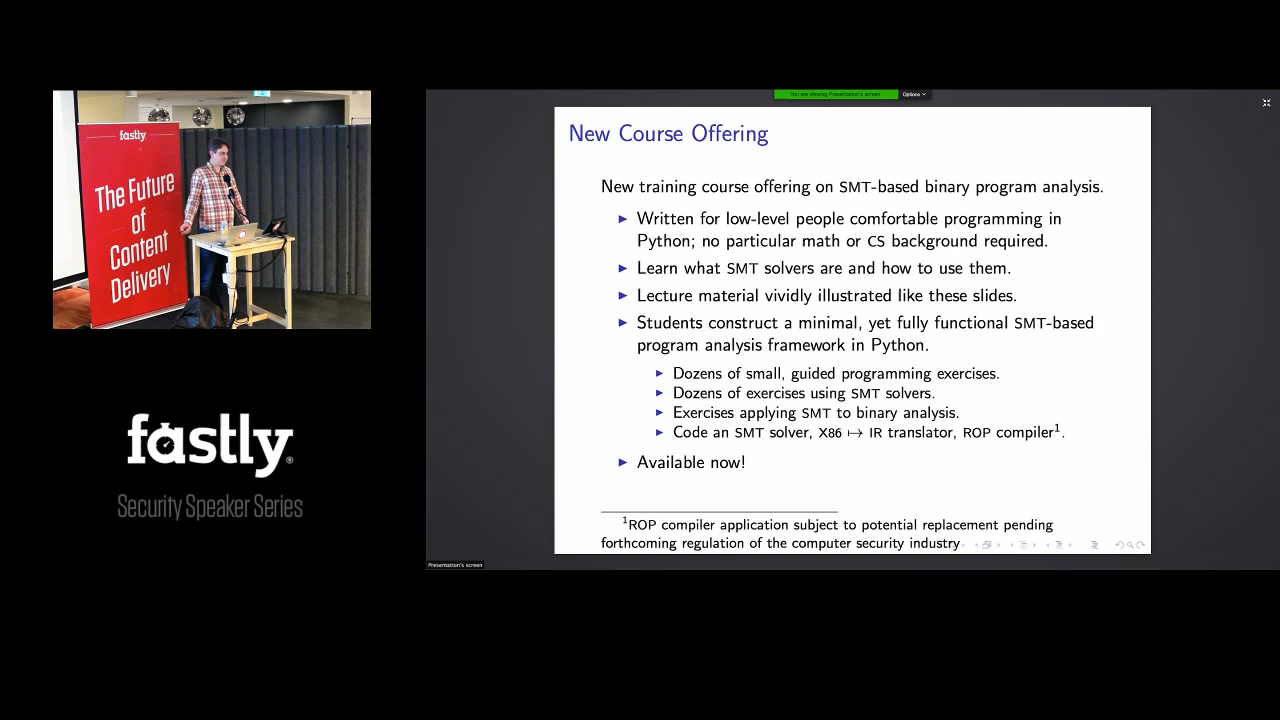 fastly
The Future
of
Content
Delivery
fastly
Security Speaker Series
You are viewing Presentation's screen
Options
New Course Offering
New training course offering on SMT-based binary program analysis.
▶ Written for low-level people comfortable programming in
Python; no particular math or CS background required.
▶ Learn what SMT solvers are and how to use them.
▶ Lecture material vividly illustrated like these slides.
▶ Students construct a minimal, yet fully functional SMT-based
program analysis framework in Python.
▶ Dozens of small, guided programming exercises.
▶ Dozens of exercises using SMT solvers.
▶ Exercises applying SMT to binary analysis.
▶ Code an SMT solver, X86 ↦ IR translator, ROP compiler¹.
▶ Available now!
¹ROP compiler application subject to potential replacement pending
forthcoming regulation of the computer security industry
Presentation's screen